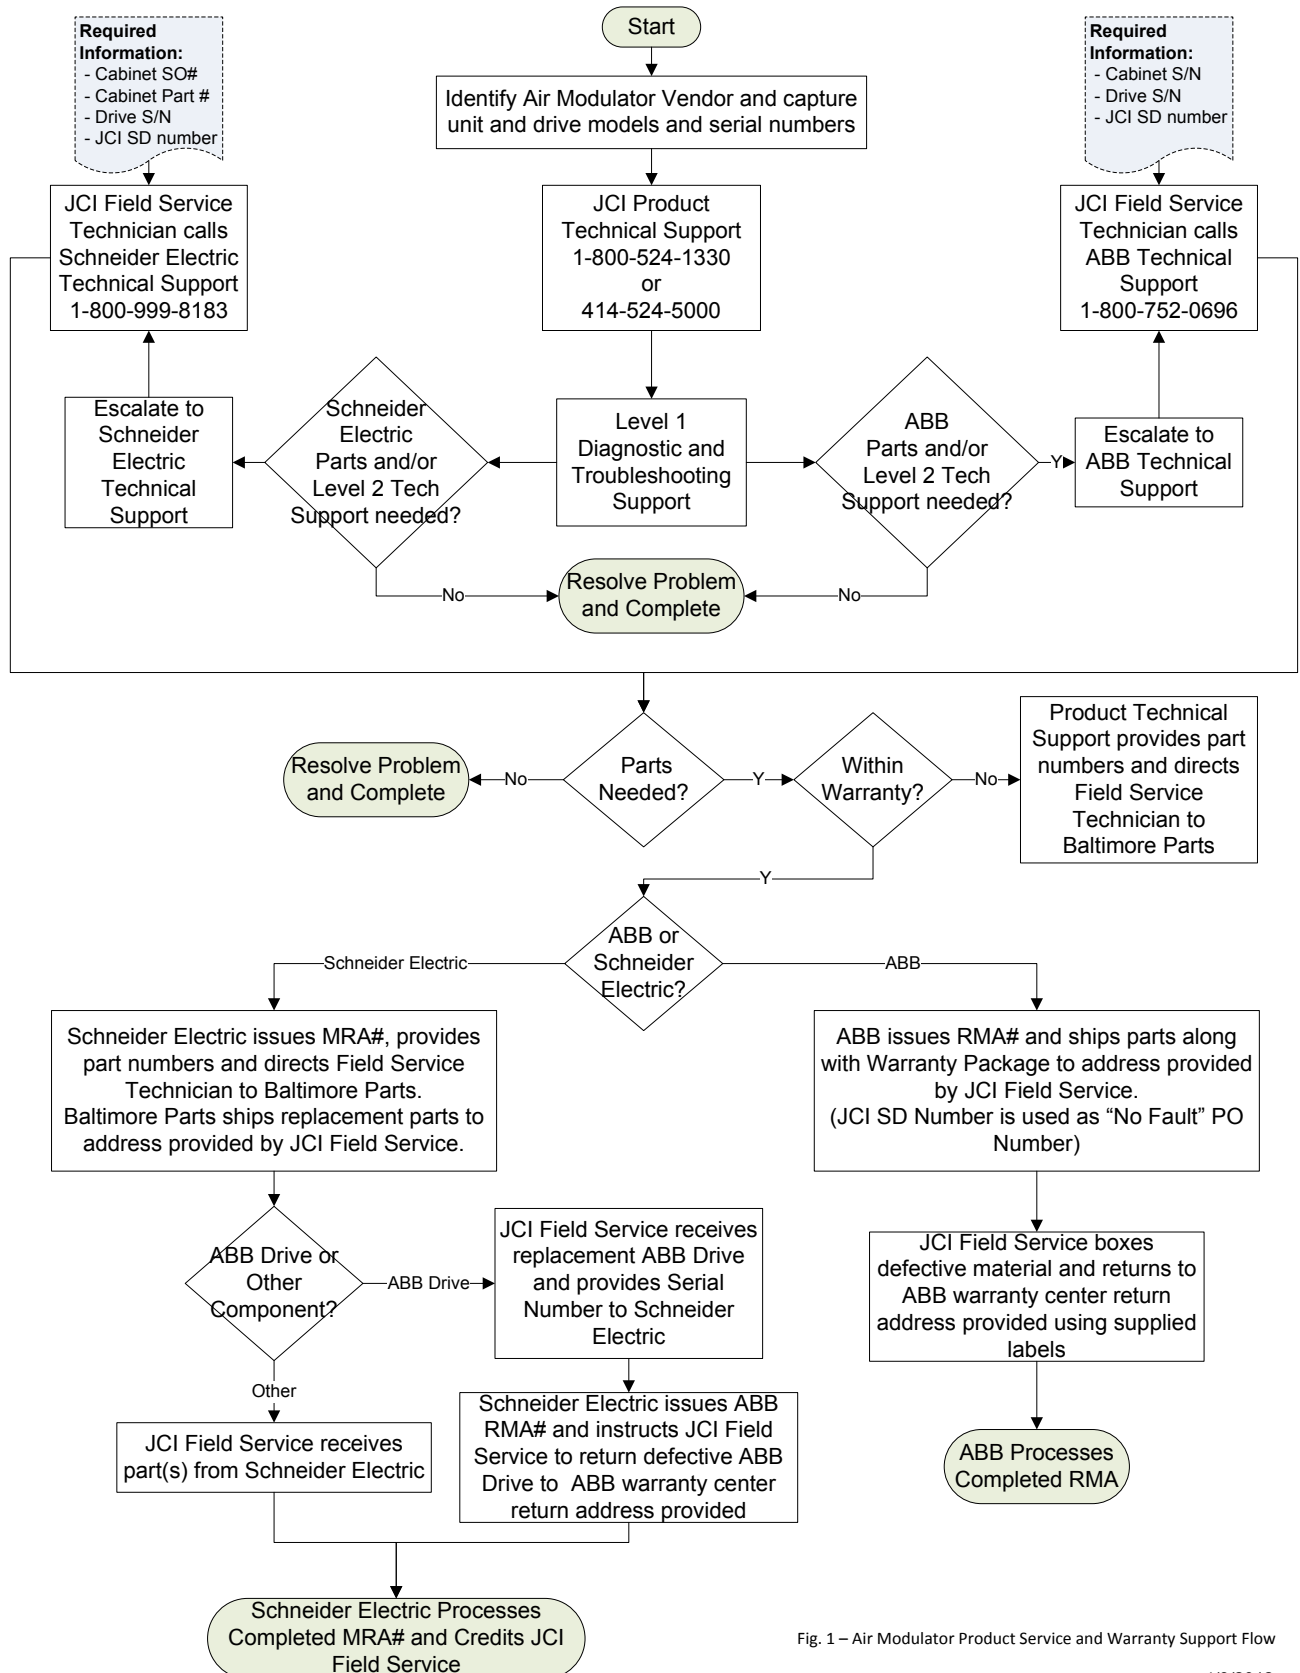 Required
Information:
- Cabinet SO#
- Cabinet Part #
- Drive S/N
- JCI SD number
Start
Required
Information:
- Cabinet S/N
- Drive S/N
- JCI SD number
Identify Air Modulator Vendor and capture
unit and drive models and serial numbers
JCI Field Service
Technician calls
Schneider Electric
Technical Support
1-800-999-8183
JCI Product
Technical Support
1-800-524-1330
or
414-524-5000
JCI Field Service
Technician calls
ABB Technical
Support
1-800-752-0696
Escalate to
Schneider
Electric
Technical
Support
Schneider
Electric
Parts and/or
Level 2 Tech
Support needed?
Level 1
Diagnostic and
Troubleshooting
Support
ABB
Parts and/or
Level 2 Tech
Support needed?
Y
Escalate to
ABB Technical
Support
No
Resolve Problem
and Complete
No
Resolve Problem
and Complete
No
Parts
Needed?
Y
Within
Warranty?
No
Product Technical
Support provides part
numbers and directs
Field Service
Technician to
Baltimore Parts
Y
ABB or
Schneider
Electric?
Schneider Electric
ABB
Schneider Electric issues MRA#, provides
part numbers and directs Field Service
Technician to Baltimore Parts.
Baltimore Parts ships replacement parts to
address provided by JCI Field Service.
ABB issues RMA# and ships parts along
with Warranty Package to address provided
by JCI Field Service.
(JCI SD Number is used as “No Fault” PO
Number)
ABB Drive or
Other
Component?
ABB Drive
JCI Field Service receives
replacement ABB Drive
and provides Serial
Number to Schneider
Electric
JCI Field Service boxes
defective material and returns to
ABB warranty center return
address provided using supplied
labels
Other
JCI Field Service receives
part(s) from Schneider Electric
Schneider Electric issues ABB
RMA# and instructs JCI Field
Service to return defective ABB
Drive to ABB warranty center
return address provided
ABB Processes
Completed RMA
Schneider Electric Processes
Completed MRA# and Credits JCI
Field Service
Fig. 1 – Air Modulator Product Service and Warranty Support Flow